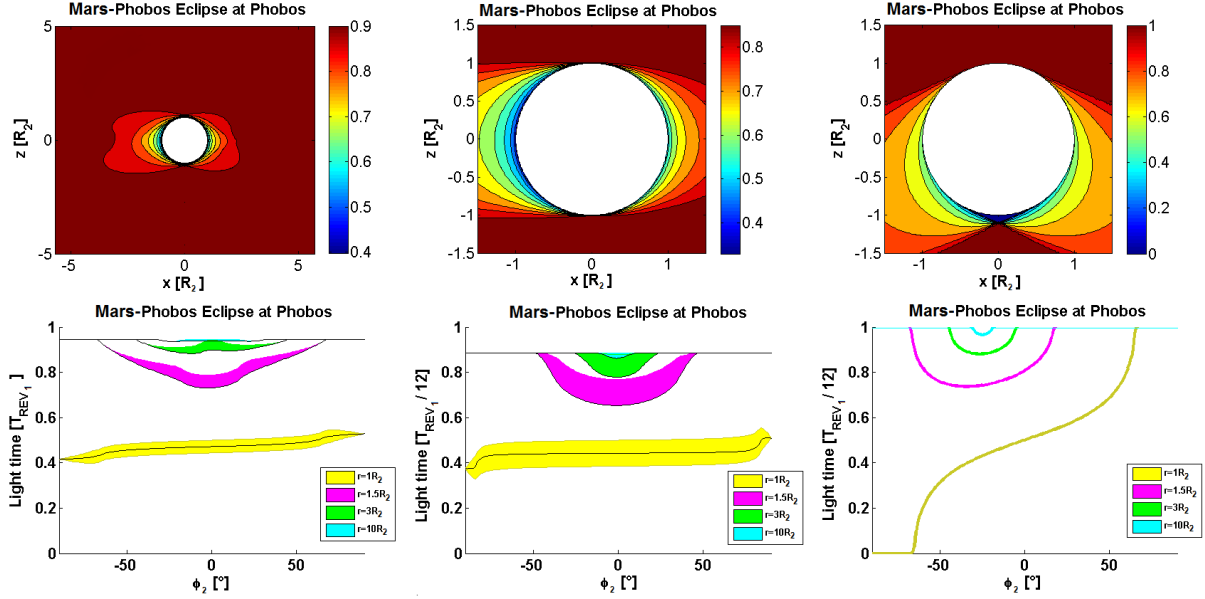 Mars-Phobos Eclipse at Phobos
5
0
-5
z [R₂]
-5
0
5
x [R₂]
0.9
0.8
0.7
0.6
0.5
0.4
Mars-Phobos Eclipse at Phobos
1.5
1
0.5
0
-0.5
-1
-1.5
z [R₂]
-1
0
1
x [R₂]
0.8
0.7
0.6
0.5
0.4
Mars-Phobos Eclipse at Phobos
1.5
1
0.5
0
-0.5
-1
-1.5
z [R₂]
-1
0
1
x [R₂]
1
0.8
0.6
0.4
0.2
0
Mars-Phobos Eclipse at Phobos
1
0.8
0.6
0.4
0.2
0
Light time [T_REV₁]
-50
0
50
ϕ₂ [°]
r=1R₂
r=1.5R₂
r=3R₂
r=10R₂
Mars-Phobos Eclipse at Phobos
1
0.8
0.6
0.4
0.2
0
Light time [T_REV₁ / 12]
-50
0
50
ϕ₂ [°]
r=1R₂
r=1.5R₂
r=3R₂
r=10R₂
Mars-Phobos Eclipse at Phobos
1
0.8
0.6
0.4
0.2
0
Light time [T_REV₁ / 12]
-50
0
50
ϕ₂ [°]
r=1R₂
r=1.5R₂
r=3R₂
r=10R₂